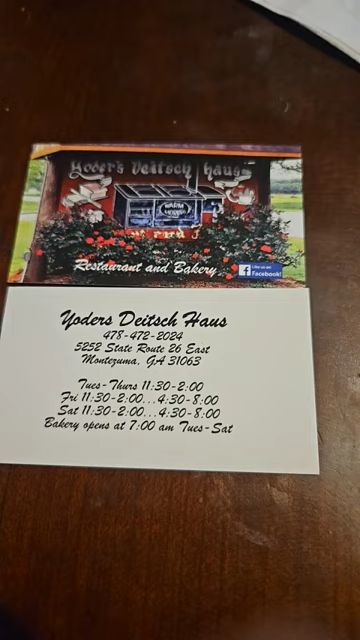 Yoder's Deitsch Haus
Restaurant and Bakery
Like us on
Facebook!
Yoders Deitsch Haus
478-472-2024
5252 State Route 26 East
Montezuma, GA 31063
Tues-Thurs 11:30-2:00
Fri 11:30-2:00...4:30-8:00
Sat 11:30-2:00...4:30-8:00
Bakery opens at 7:00 am Tues-Sat